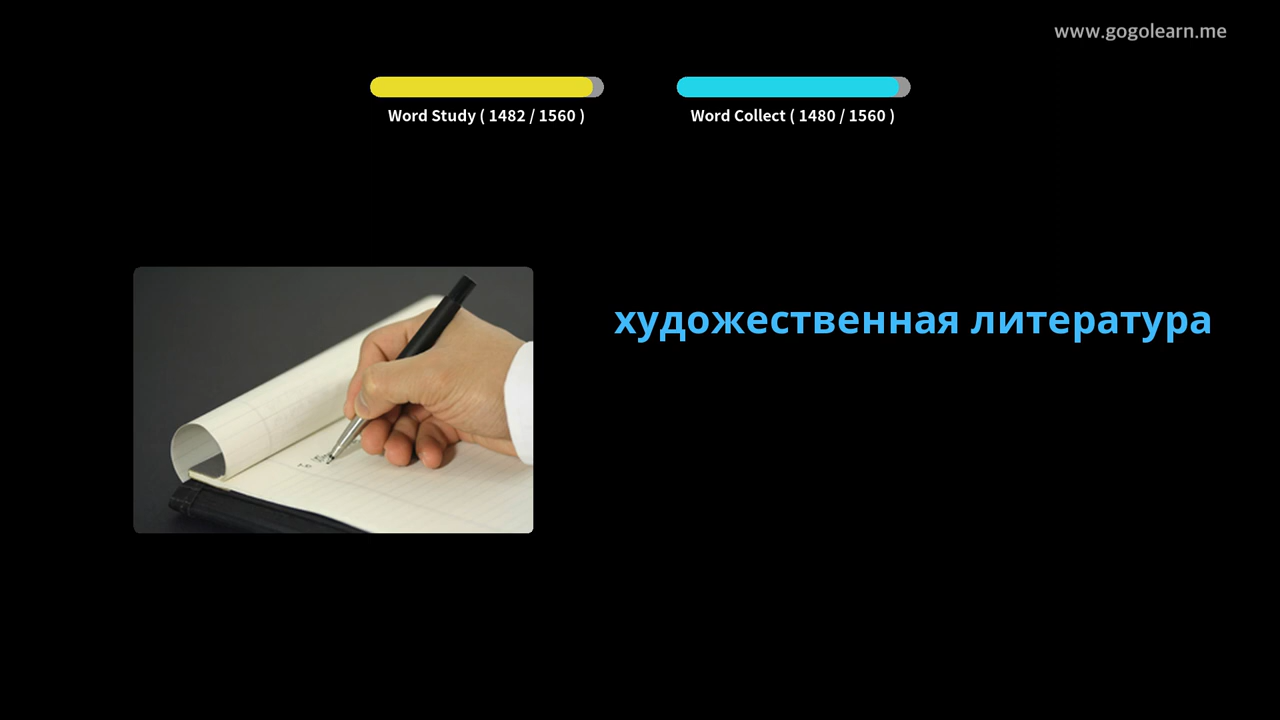 www.gogolearn.me
Word Study ( 1482 / 1560 )
Word Collect ( 1480 / 1560 )
художественная литература